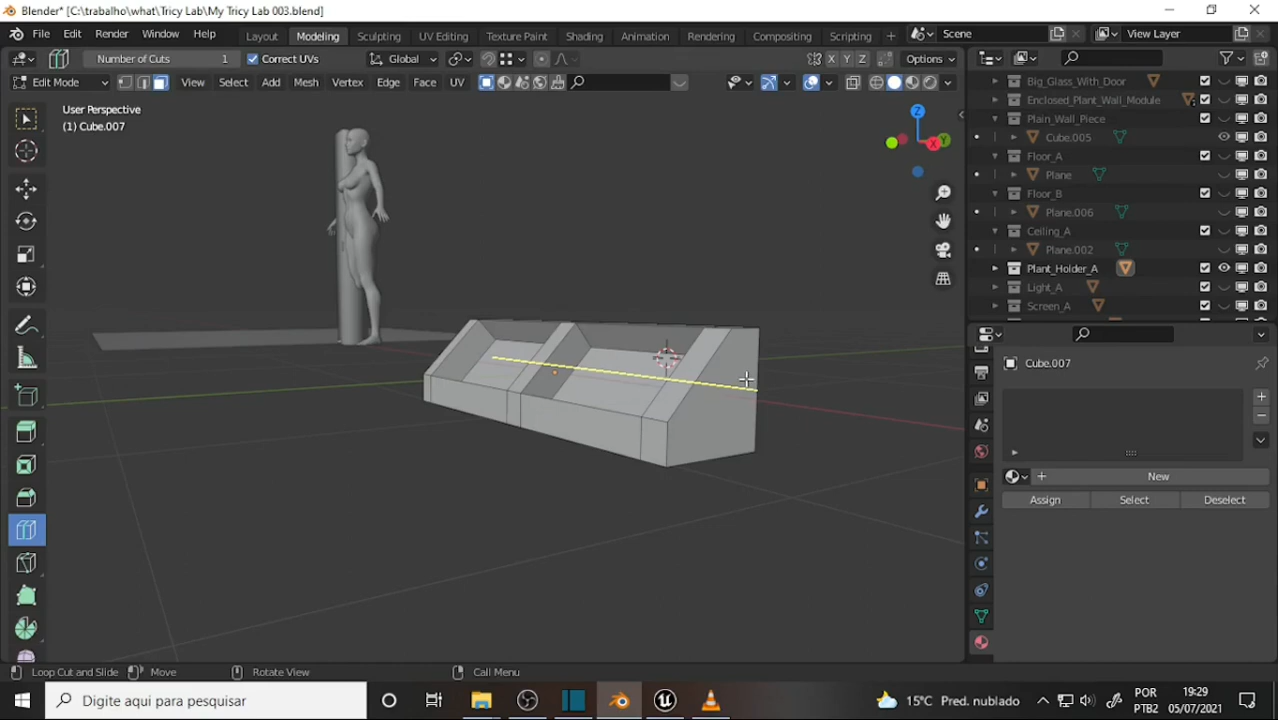 Blender* [C:\trabalho\what\Tricy Lab\My Tricy Lab 003.blend]
File Edit Render Window Help Layout Modeling Sculpting UV Editing Texture Paint Shading Animation Rendering Compositing Scripting + Scene View Layer
Number of Cuts 1 Correct UVs Global X Y Z Options
Edit Mode View Select Add Mesh Vertex Edge Face UV
User Perspective
(1) Cube.007
Z
Y
X
Big_Glass_With_Door
Enclosed_Plant_Wall_Module
Plain_Wall_Piece
Cube.005
Floor_A
Plane
Floor_B
Plane.006
Ceiling_A
Plane.002
Plant_Holder_A
Light_A
Screen_A
Cube.007
New
Assign Select Deselect
Loop Cut and Slide Move Rotate View Call Menu
Digite aqui para pesquisar 15°C Pred. nublado POR PTB2 19:29 05/07/2021